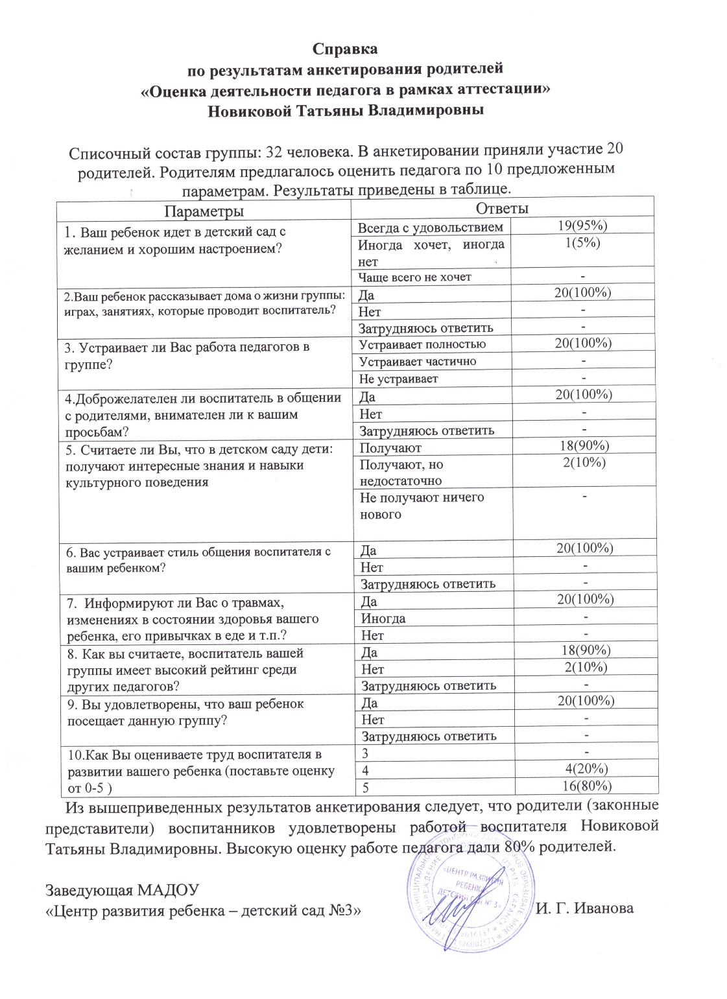 Справка
по результатам анкетирования родителей
«Оценка деятельности педагога в рамках аттестации»
Новиковой Татьяны Владимировны
Списочный состав группы: 32 человека. В анкетировании приняли участие 20
родителей. Родителям предлагалось оценить педагога по 10 предложенным
параметрам. Результаты приведены в таблице.
Параметры Ответы
1. Ваш ребенок идет в детский сад с
желанием и хорошим настроением?
Всегда с удовольствием 19(95%)
Иногда хочет, иногда
нет
1(5%)
Чаще всего не хочет -
2.Ваш ребенок рассказывает дома о жизни группы:
играх, занятиях, которые проводит воспитатель?
Да 20(100%)
Нет -
Затрудняюсь ответить -
3. Устраивает ли Вас работа педагогов в
группе?
Устраивает полностью 20(100%)
Устраивает частично -
Не устраивает -
4.Доброжелателен ли воспитатель в общении
с родителями, внимателен ли к вашим
просьбам?
Да 20(100%)
Нет -
Затрудняюсь ответить -
5. Считаете ли Вы, что в детском саду дети:
получают интересные знания и навыки
культурного поведения
Получают 18(90%)
Получают, но
недостаточно
2(10%)
Не получают ничего
нового
-
6. Вас устраивает стиль общения воспитателя с
вашим ребенком?
Да 20(100%)
Нет -
Затрудняюсь ответить -
7. Информируют ли Вас о травмах,
изменениях в состоянии здоровья вашего
ребенка, его привычках в еде и т.п.?
Да 20(100%)
Иногда -
Нет -
8. Как вы считаете, воспитатель вашей
группы имеет высокий рейтинг среди
других педагогов?
Да 18(90%)
Нет 2(10%)
Затрудняюсь ответить -
9. Вы удовлетворены, что ваш ребенок
посещает данную группу?
Да 20(100%)
Нет -
Затрудняюсь ответить -
10.Как Вы оцениваете труд воспитателя в
развитии вашего ребенка (поставьте оценку
от 0-5 )
3 -
4 4(20%)
5 16(80%)
Из вышеприведенных результатов анкетирования следует, что родители (законные
представители) воспитанников удовлетворены работой воспитателя Новиковой
Татьяны Владимировны. Высокую оценку работе педагога дали 80% родителей.
Заведующая МАДОУ
«Центр развития ребенка – детский сад №3» И. Г. Иванова
«ЦЕНТР РАЗВИТИЯ
РЕБЕНКА
ДЕТСКИЙ САД № 3»